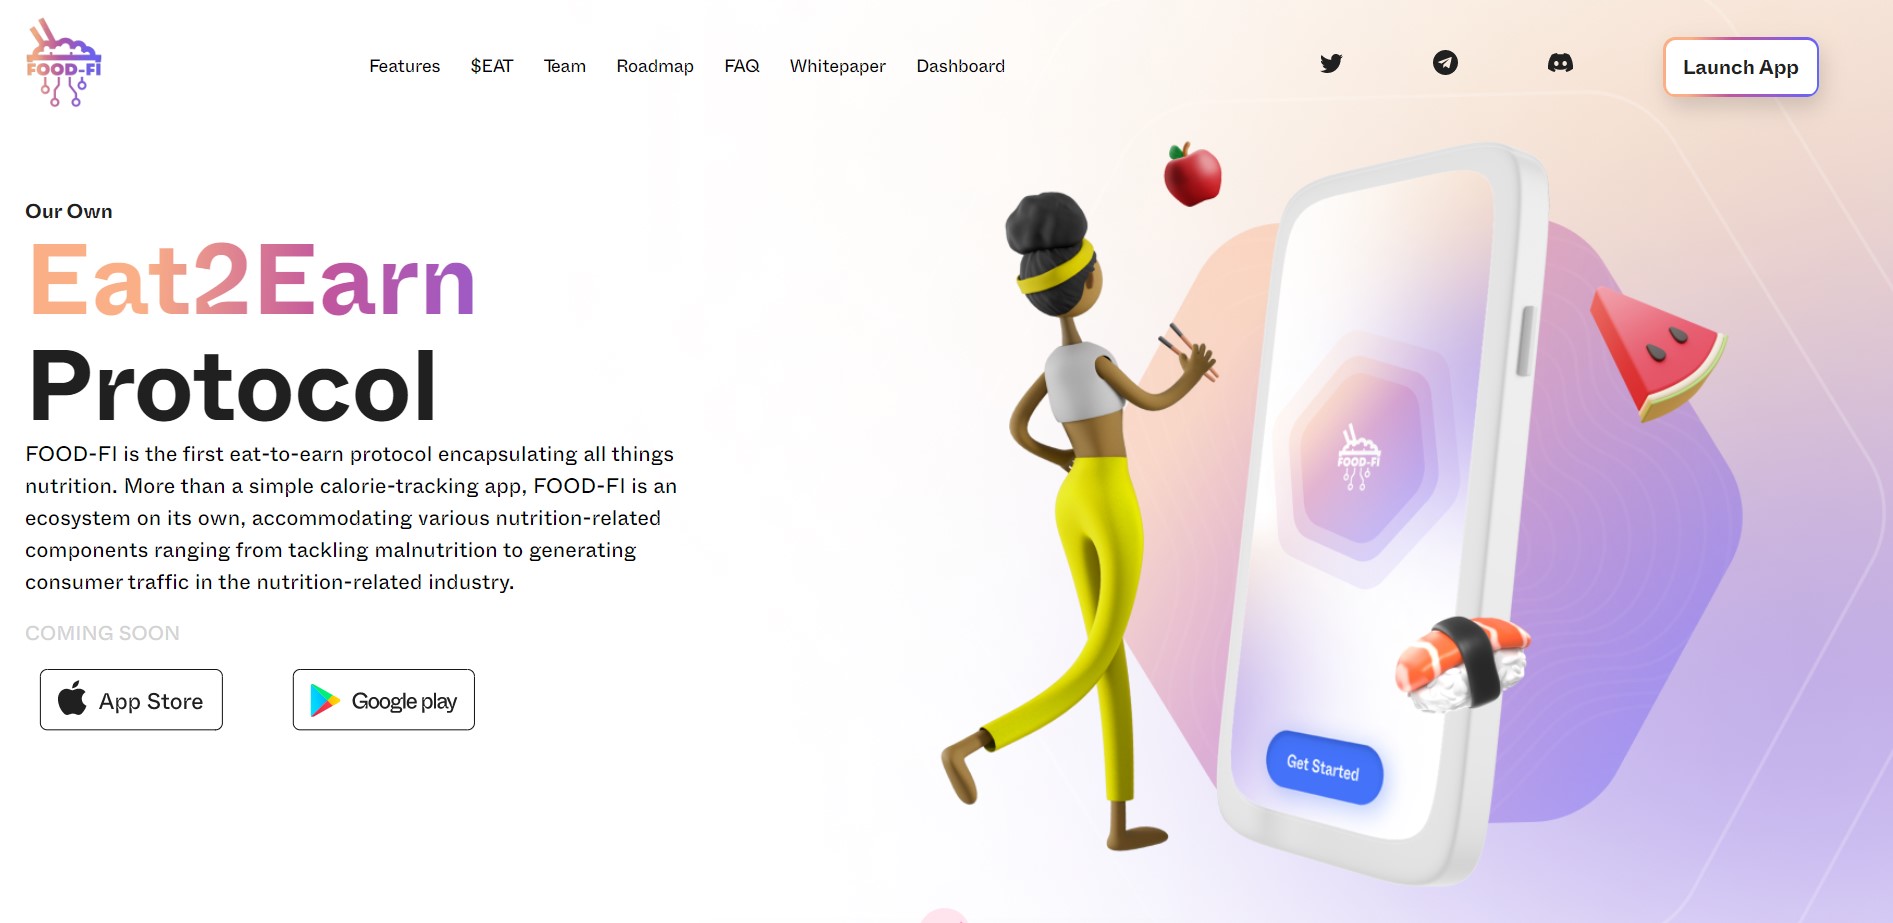 FOOD-FI
Features $EAT Team Roadmap FAQ Whitepaper Dashboard
Launch App
Our Own
Eat2Earn
Protocol
FOOD-FI is the first eat-to-earn protocol encapsulating all things
nutrition. More than a simple calorie-tracking app, FOOD-FI is an
ecosystem on its own, accommodating various nutrition-related
components ranging from tackling malnutrition to generating
consumer traffic in the nutrition-related industry.
COMING SOON
App Store
Google play
FOOD-FI
Get Started